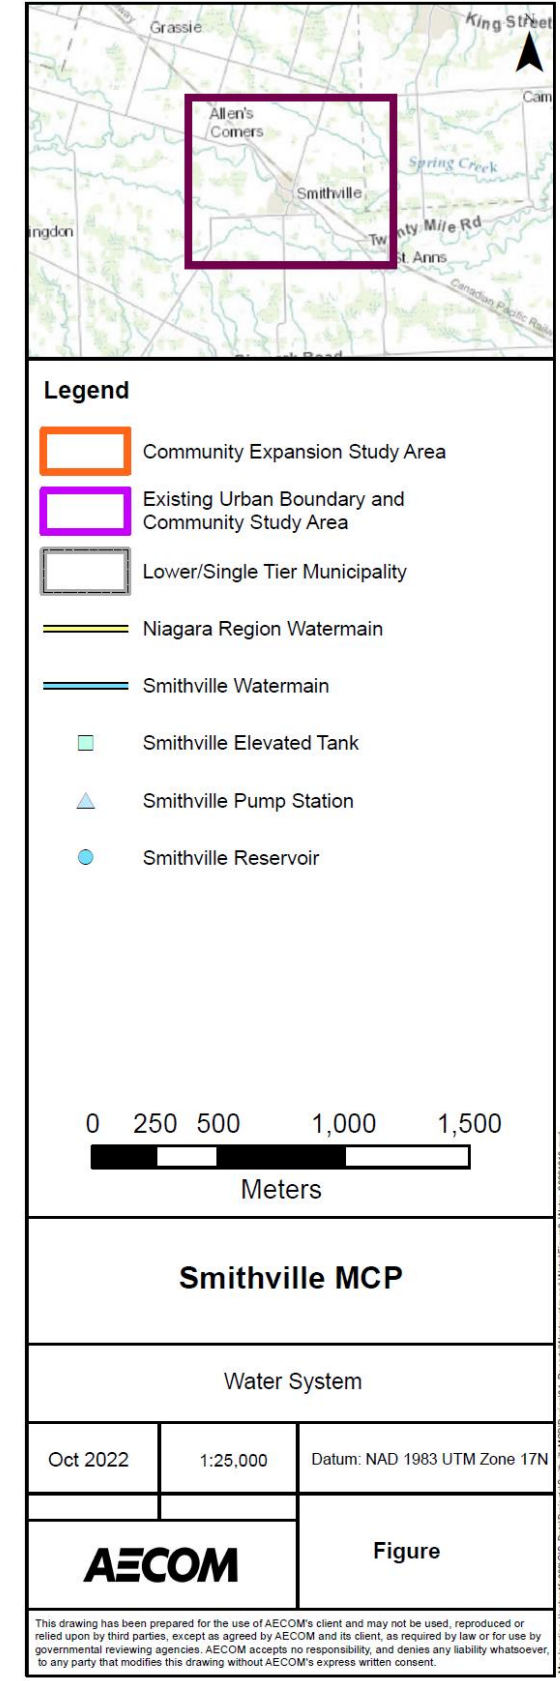 Grassie
King Street
Allen's
Corners
Cam
Spring Creek
Smithville
ngdon
Twenty Mile Rd
St. Anns
Canadian Pacific Rail
Legend
Community Expansion Study Area
Existing Urban Boundary and
Community Study Area
Lower/Single Tier Municipality
Niagara Region Watermain
Smithville Watermain
Smithville Elevated Tank
Smithville Pump Station
Smithville Reservoir
0 250 500 1,000 1,500
Meters
Smithville MCP
Water System
Oct 2022
1:25,000
Datum: NAD 1983 UTM Zone 17N
AECOM
Figure
This drawing has been prepared for the use of AECOM's client and may not be used, reproduced or
relied upon by third parties, except as agreed by AECOM and its client, as required by law or for use by
governmental reviewing agencies. AECOM accepts no responsibility, and denies any liability whatsoever,
to any party that modifies this drawing without AECOM's express written consent.